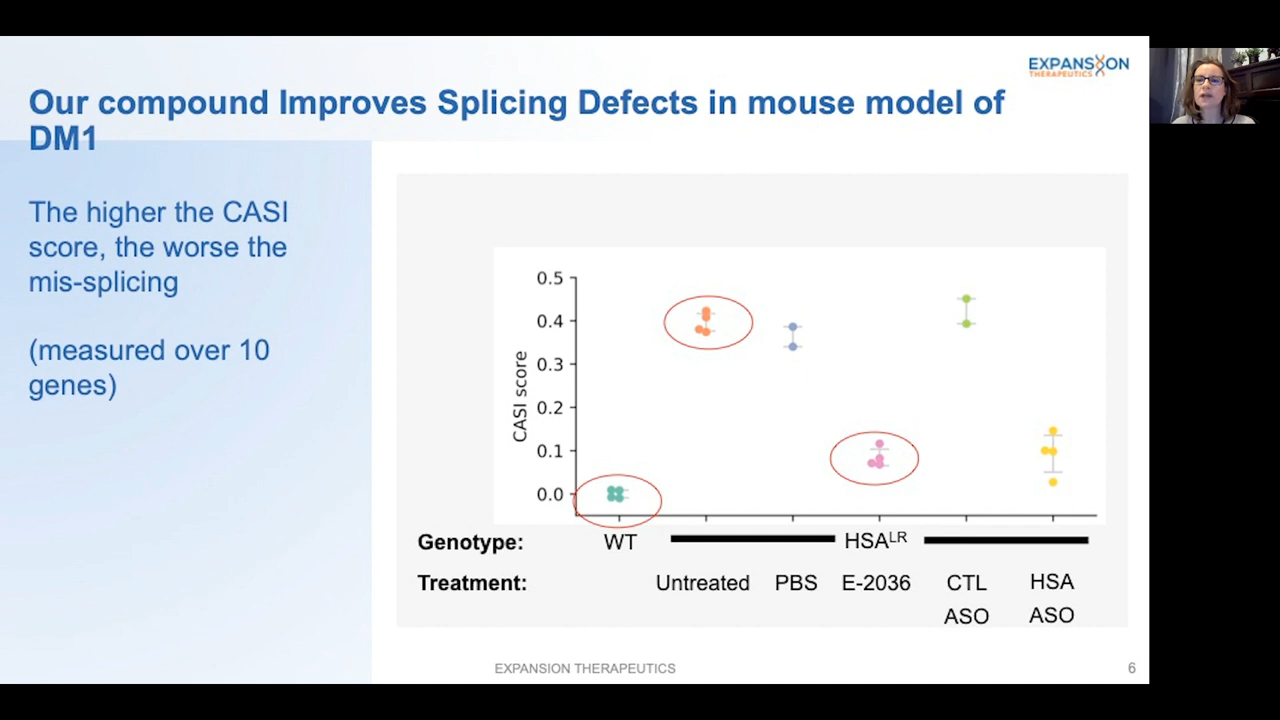 EXPANSION
THERAPEUTICS
Our compound Improves Splicing Defects in mouse model of
DM1
The higher the CASI
score, the worse the
mis-splicing
(measured over 10
genes)
CASI score
0.5
0.4
0.3
0.2
0.1
0.0
Genotype: WT HSALR
Treatment: Untreated PBS E-2036 CTL HSA
ASO ASO
EXPANSION THERAPEUTICS 6